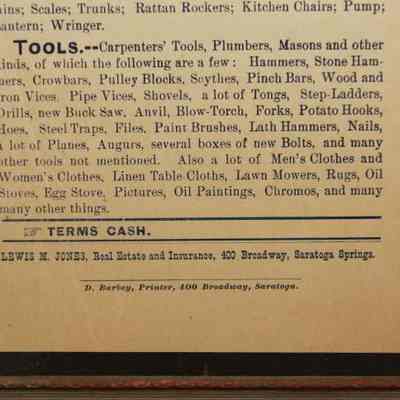 ins; Scales; Trunks; Rattan Rockers; Kitchen Chairs; Pump;
antern; Wringer.
TOOLS.--Carpenters' Tools, Plumbers, Masons and other
inds, of which the following are a few: Hammers, Stone Ham-
ners, Crowbars, Pulley Blocks, Scythes, Pinch Bars, Wood and
ron Vices, Pipe Vices, Shovels, a lot of Tongs, Step-Ladders,
Drills, new Buck Saw, Anvil, Blow-Torch, Forks, Potato Hooks,
Hoes, Steel Traps, Files, Paint Brushes, Lath Hammers, Nails,
a lot of Planes, Augurs, several boxes of new Bolts, and many
other tools not mentioned. Also a lot of Men's Clothes and
Women's Clothes, Linen Table Cloths, Lawn Mowers, Rugs, Oil
Stoves, Egg Stove, Pictures, Oil Paintings, Chromos, and many
many other things.
☞ TERMS CASH.
LEWIS M. JONES, Real Estate and Insurance, 400 Broadway, Saratoga Springs.
D. Barbey, Printer, 400 Broadway, Saratoga.